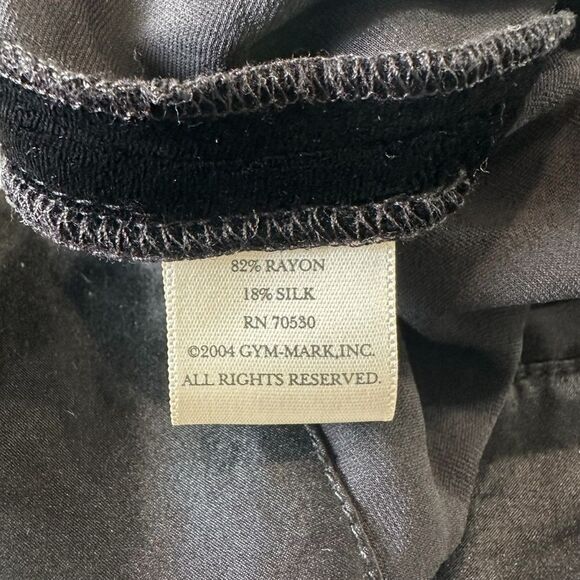 82% RAYON
18% SILK
RN 70530
©2004 GYM-MARK,INC.
ALL RIGHTS RESERVED.